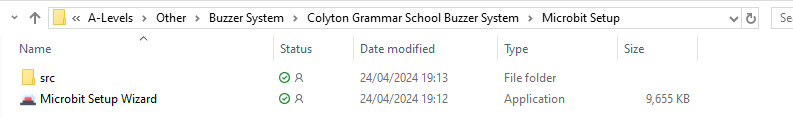 « A-Levels > Other > Buzzer System > Colyton Grammar School Buzzer System > Microbit Setup
Name Status Date modified Type Size
src 24/04/2024 19:13 File folder
Microbit Setup Wizard 24/04/2024 19:12 Application 9,655 KB